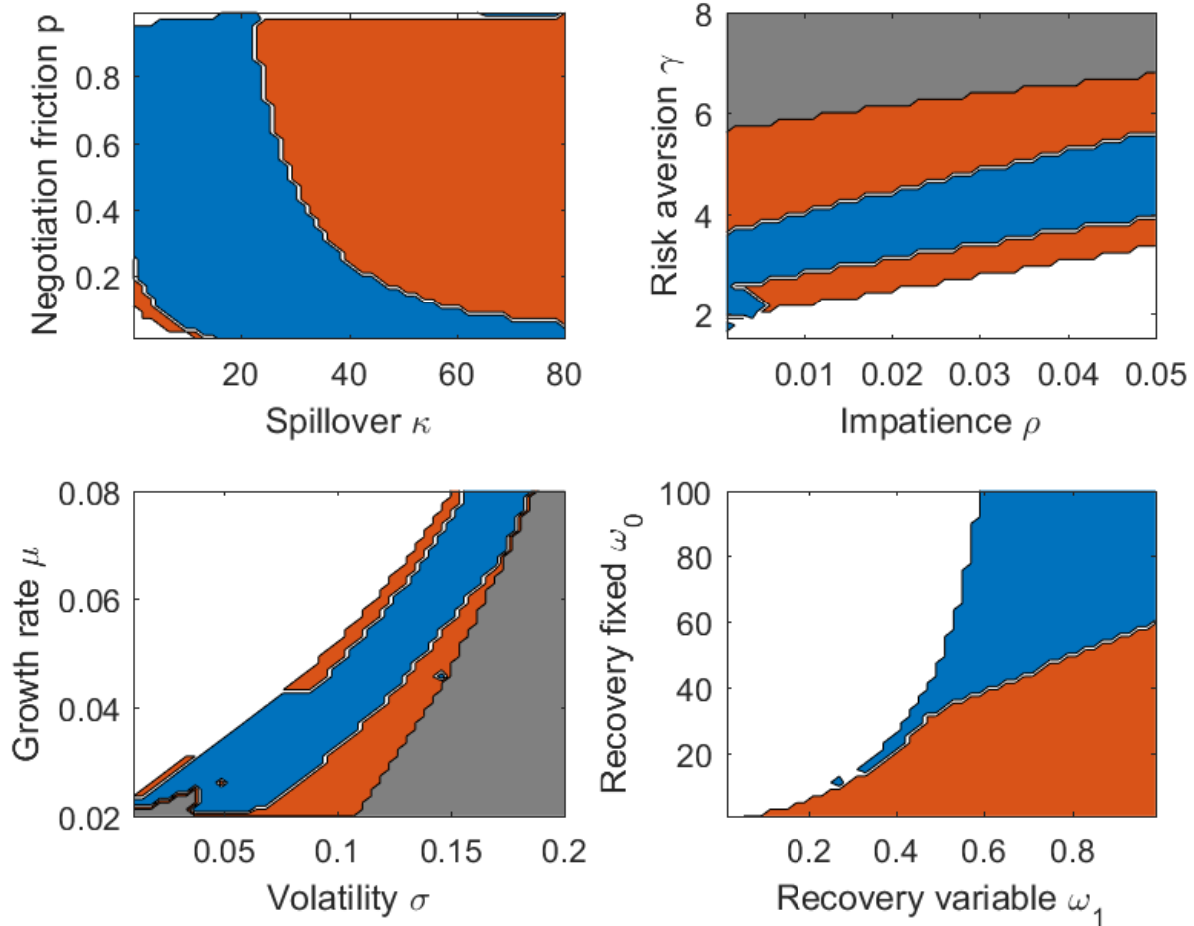 Negotiation friction p
0.8
0.6
0.4
0.2
20 40 60 80
Spillover κ
Risk aversion γ
8
6
4
2
0.01 0.02 0.03 0.04 0.05
Impatience ρ
Growth rate μ
0.08
0.06
0.04
0.02
0.05 0.1 0.15 0.2
Volatility σ
Recovery fixed ω₀
100
80
60
40
20
0.2 0.4 0.6 0.8
Recovery variable ω₁